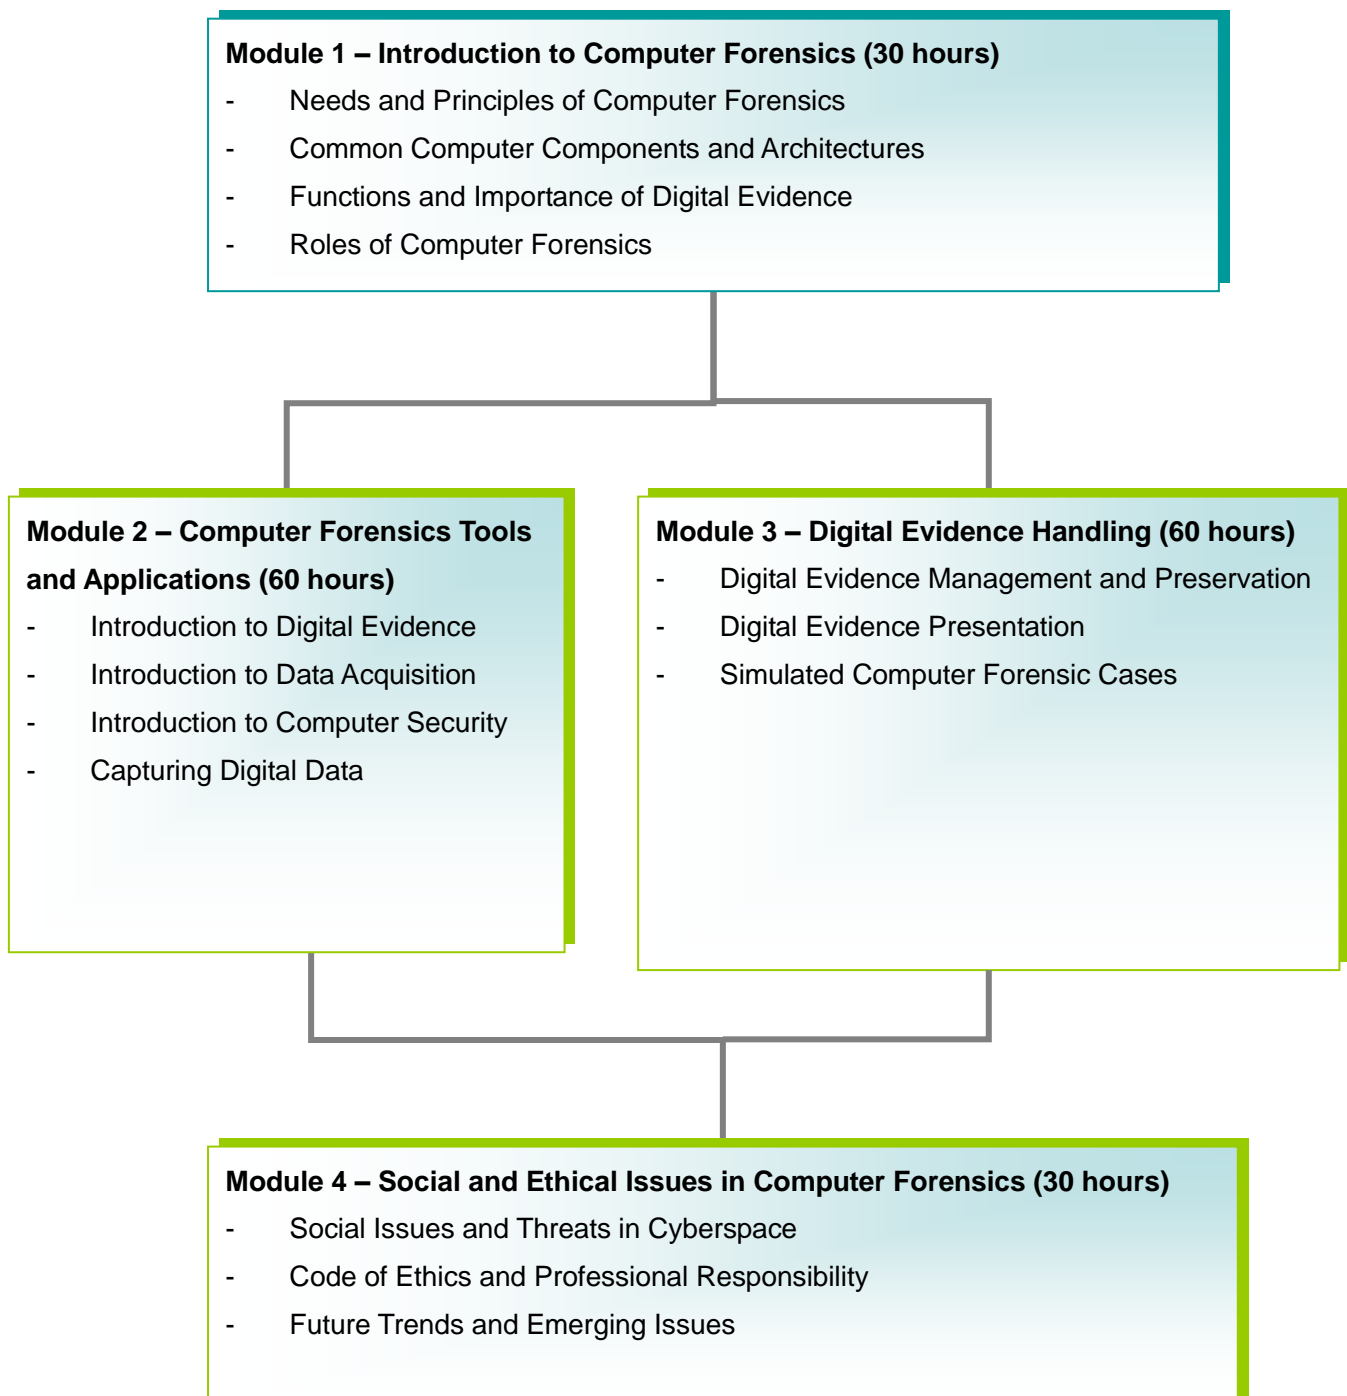 Module 1 – Introduction to Computer Forensics (30 hours)
- Needs and Principles of Computer Forensics
- Common Computer Components and Architectures
- Functions and Importance of Digital Evidence
- Roles of Computer Forensics
Module 2 – Computer Forensics Tools
and Applications (60 hours)
- Introduction to Digital Evidence
- Introduction to Data Acquisition
- Introduction to Computer Security
- Capturing Digital Data
Module 3 – Digital Evidence Handling (60 hours)
- Digital Evidence Management and Preservation
- Digital Evidence Presentation
- Simulated Computer Forensic Cases
Module 4 – Social and Ethical Issues in Computer Forensics (30 hours)
- Social Issues and Threats in Cyberspace
- Code of Ethics and Professional Responsibility
- Future Trends and Emerging Issues